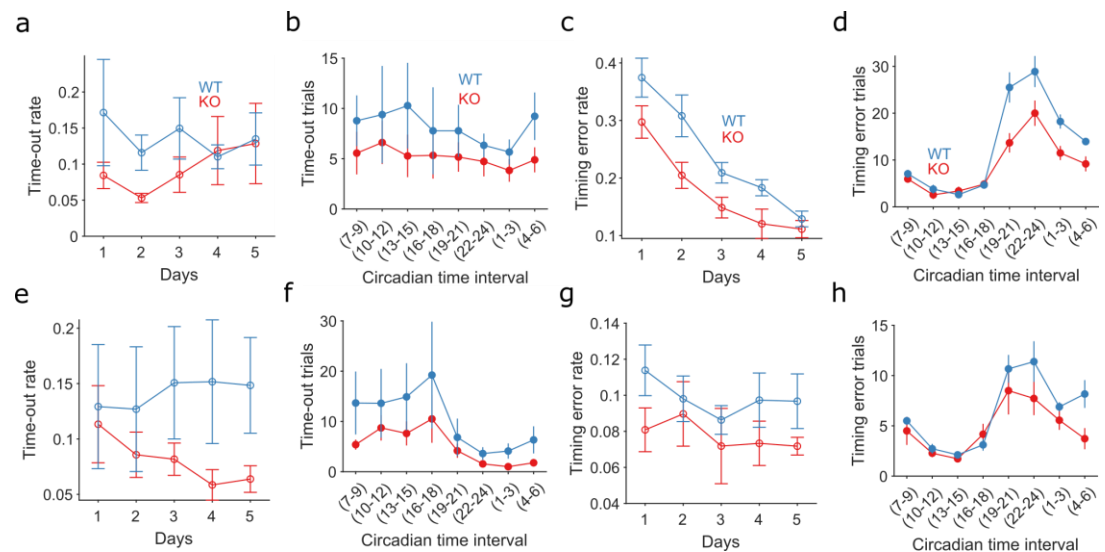 a
Time-out rate
0.2
0.15
0.1
0.05
0
WT
KO
1 2 3 4 5
Days
b
Time-out trials
15
10
5
0
WT
KO
(7-9)
(10-12)
(13-15)
(16-18)
(19-21)
(22-24)
(1-3)
(4-6)
Circadian time interval
c
Timing error rate
0.4
0.3
0.2
0.1
WT
KO
1 2 3 4 5
Days
d
Timing error trials
30
20
10
0
WT
KO
(7-9)
(10-12)
(13-15)
(16-18)
(19-21)
(22-24)
(1-3)
(4-6)
Circadian time interval
e
Time-out rate
0.2
0.15
0.1
0.05
1 2 3 4 5
Days
f
Time-out trials
30
20
10
0
(7-9)
(10-12)
(13-15)
(16-18)
(19-21)
(22-24)
(1-3)
(4-6)
Circadian time interval
g
Timing error rate
0.14
0.12
0.1
0.08
0.06
0.04
1 2 3 4 5
Days
h
Timing error trials
15
10
5
0
(7-9)
(10-12)
(13-15)
(16-18)
(19-21)
(22-24)
(1-3)
(4-6)
Circadian time interval